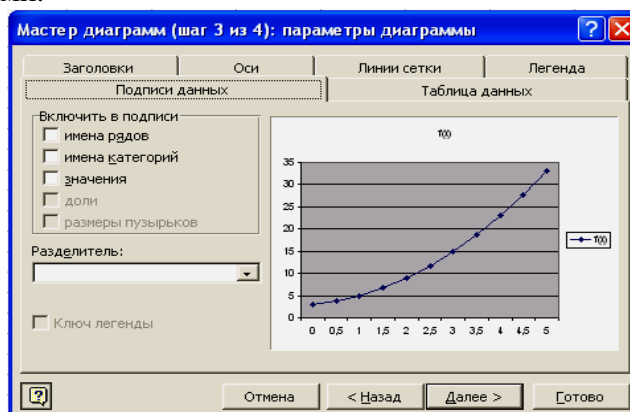 Мастер диаграмм (шаг 3 из 4): параметры диаграммы
Заголовки Оси Линии сетки Легенда
Подписи данных Таблица данных
Включить в подписи
имена рядов
имена категорий
значения
доли
размеры пузырьков
Разделитель:
Ключ легенды
f(x)
35
30
25
20
15
10
5
0
0 0,5 1 1,5 2 2,5 3 3,5 4 4,5 5
f(x)
Отмена < Назад Далее > Готово